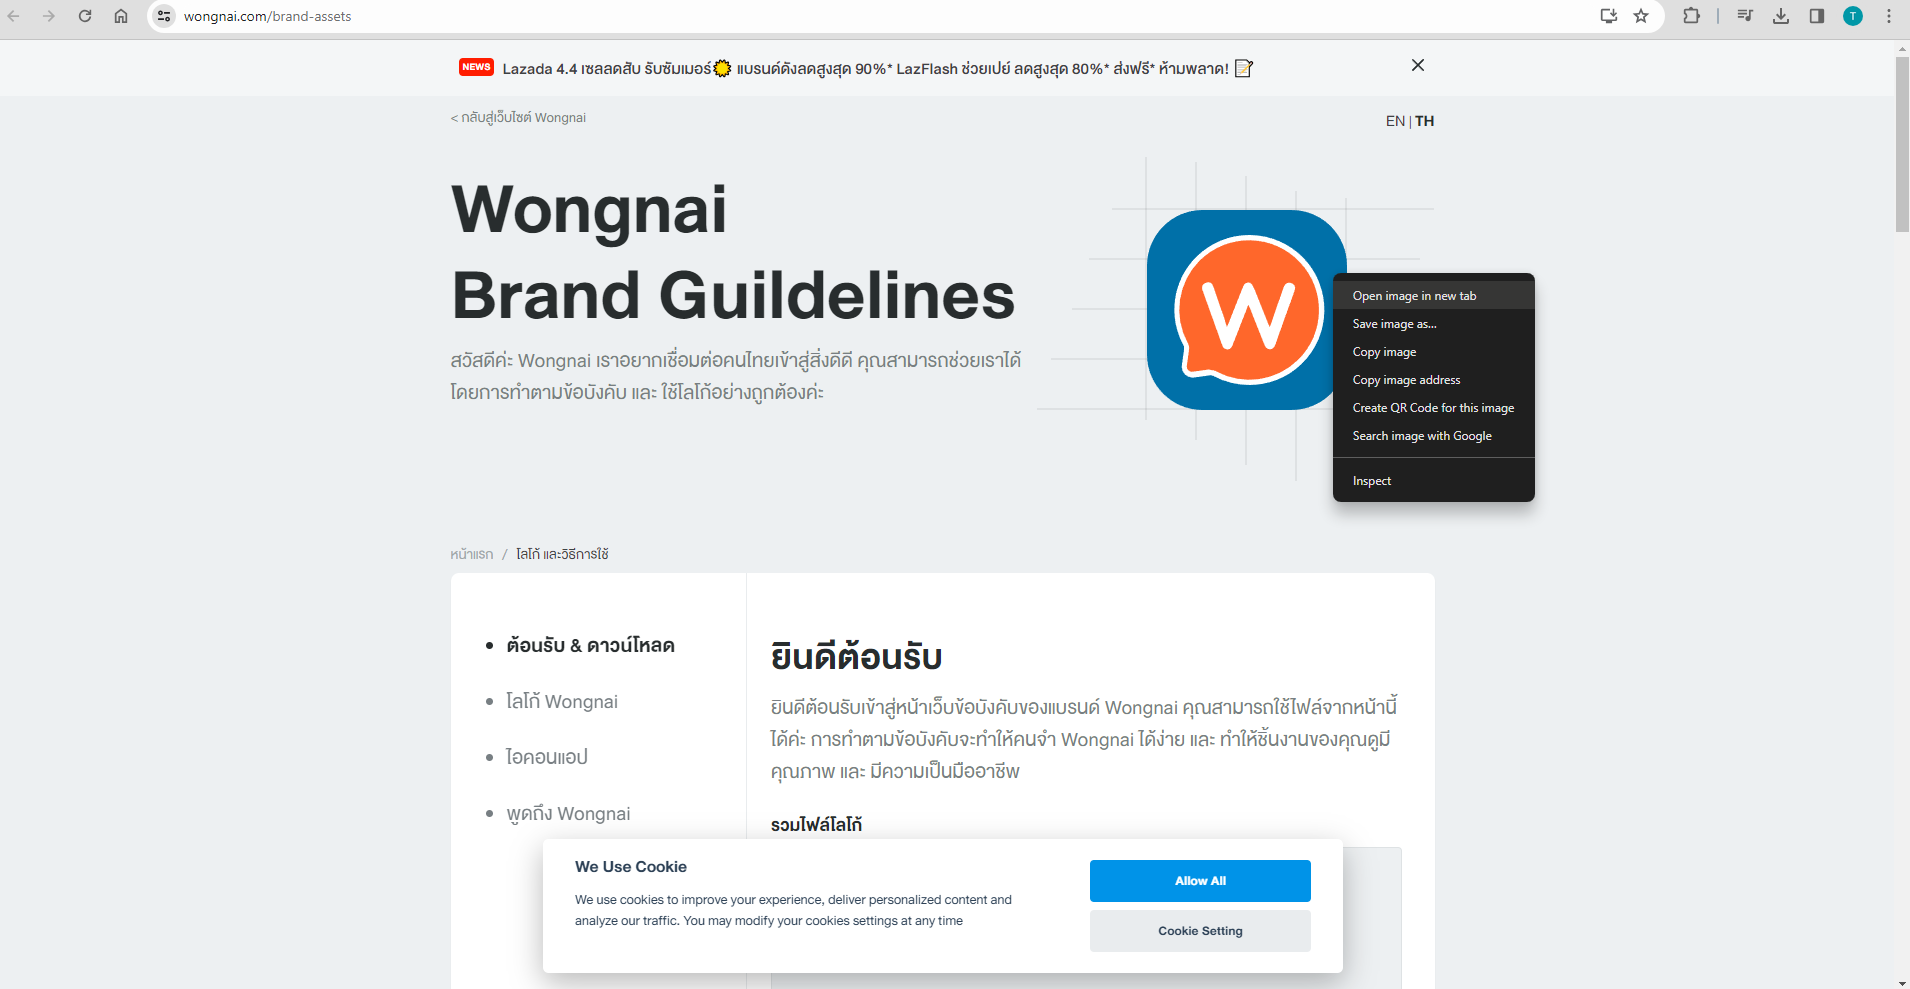 wongnai.com/brand-assets
T
NEWS Lazada 4.4 เซลลดสับ รับซัมเมอร์🌟 แบรนด์ดังลดสูงสุด 90%* LazFlash ช่วยเปย์ ลดสูงสุด 80%* ส่งฟรี* ห้ามพลาด! 📝
< กลับสู่เว็บไซต์ Wongnai
EN | TH
Wongnai
Brand Guildelines
สวัสดีค่ะ Wongnai เราอยากเชื่อมต่อคนไทยเข้าสู่สิ่งดีดี คุณสามารถช่วยเราได้
โดยการทำตามข้อบังคับ และ ใช้โลโก้อย่างถูกต้องค่ะ
W
Open image in new tab
Save image as...
Copy image
Copy image address
Create QR Code for this image
Search image with Google
Inspect
หน้าแรก / โลโก้ และวิธีการใช้
ต้อนรับ & ดาวน์โหลด
โลโก้ Wongnai
ไอคอนแอป
พูดถึง Wongnai
ยินดีต้อนรับ
ยินดีต้อนรับเข้าสู่หน้าเว็บข้อบังคับของแบรนด์ Wongnai คุณสามารถใช้ไฟล์จากหน้านี้
ได้ค่ะ การทำตามข้อบังคับจะทำให้คนจำ Wongnai ได้ง่าย และ ทำให้ชิ้นงานของคุณดูมี
คุณภาพ และ มีความเป็นมืออาชีพ
รวมไฟล์โลโก้
We Use Cookie
We use cookies to improve your experience, deliver personalized content and
analyze our traffic. You may modify your cookies settings at any time
Allow All
Cookie Setting